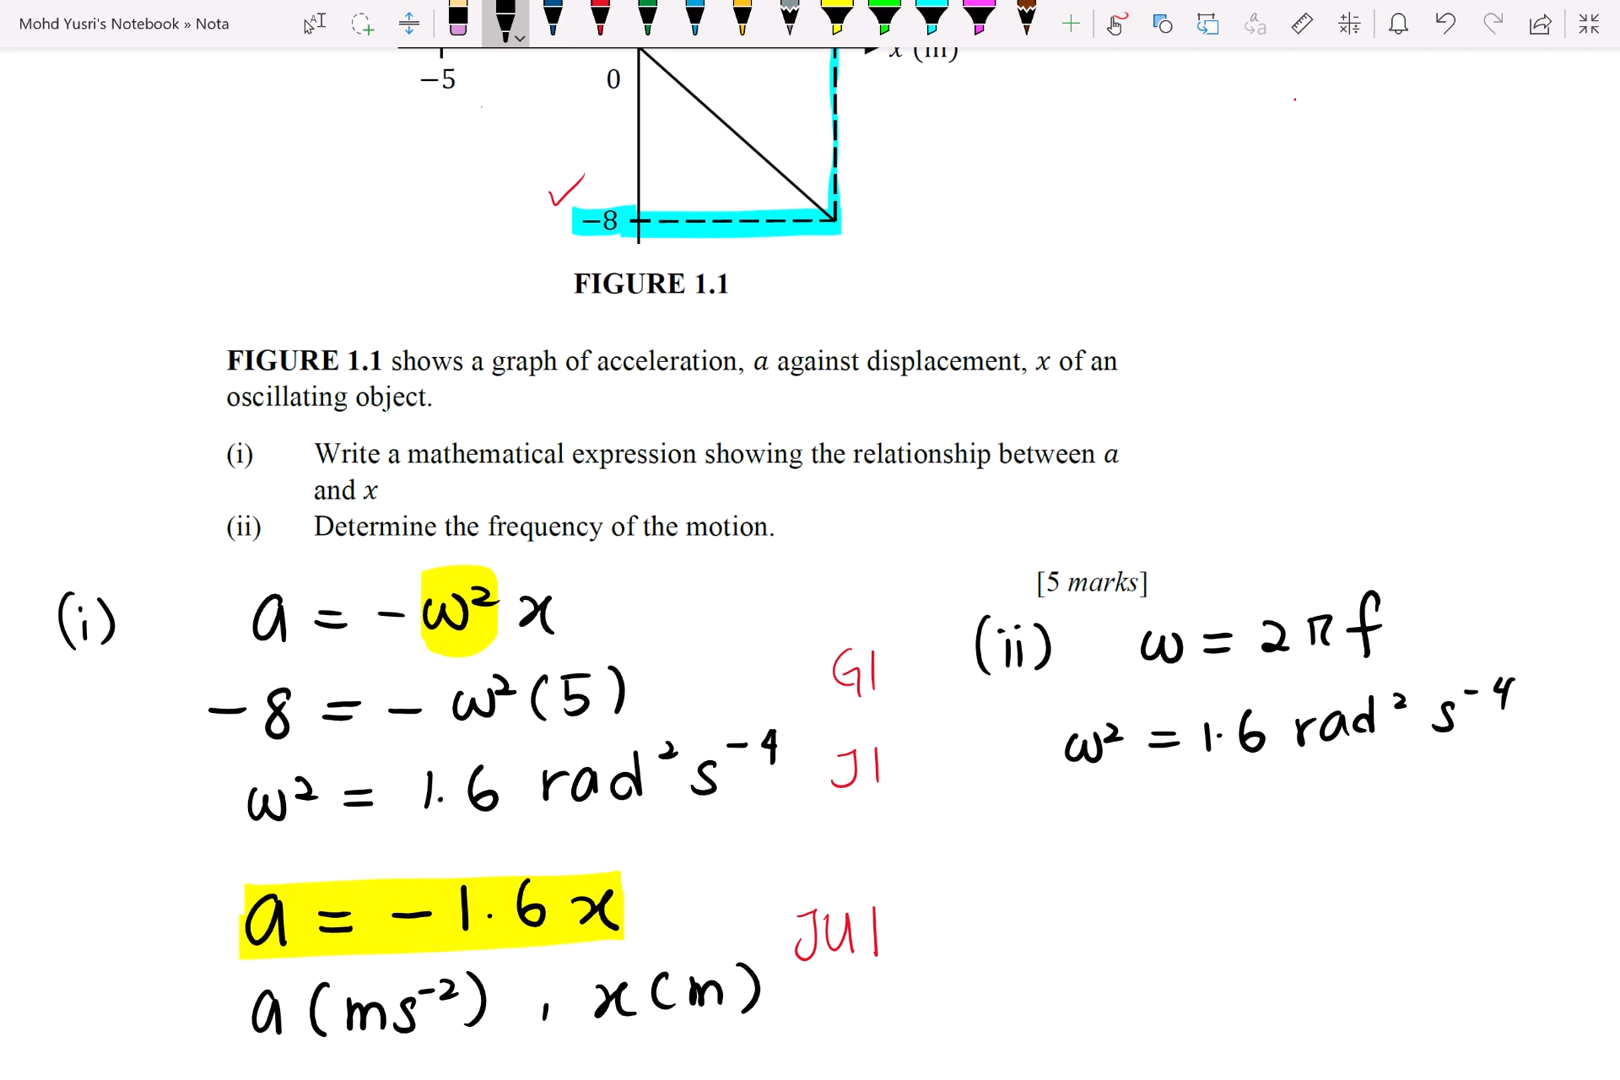 Mohd Yusri's Notebook » Nota
x (m)
−5
0
−8
FIGURE 1.1
FIGURE 1.1 shows a graph of acceleration, a against displacement, x of an
oscillating object.
(i) Write a mathematical expression showing the relationship between a
and x
(ii) Determine the frequency of the motion.
[5 marks]
(i) a = - ω² x
-8 = - ω² (5) G1
ω² = 1.6 rad² s⁻⁴ J1
a = -1.6 x JU1
a (ms⁻²) , x (m)
(ii) ω = 2πf
ω² = 1.6 rad² s⁻⁴